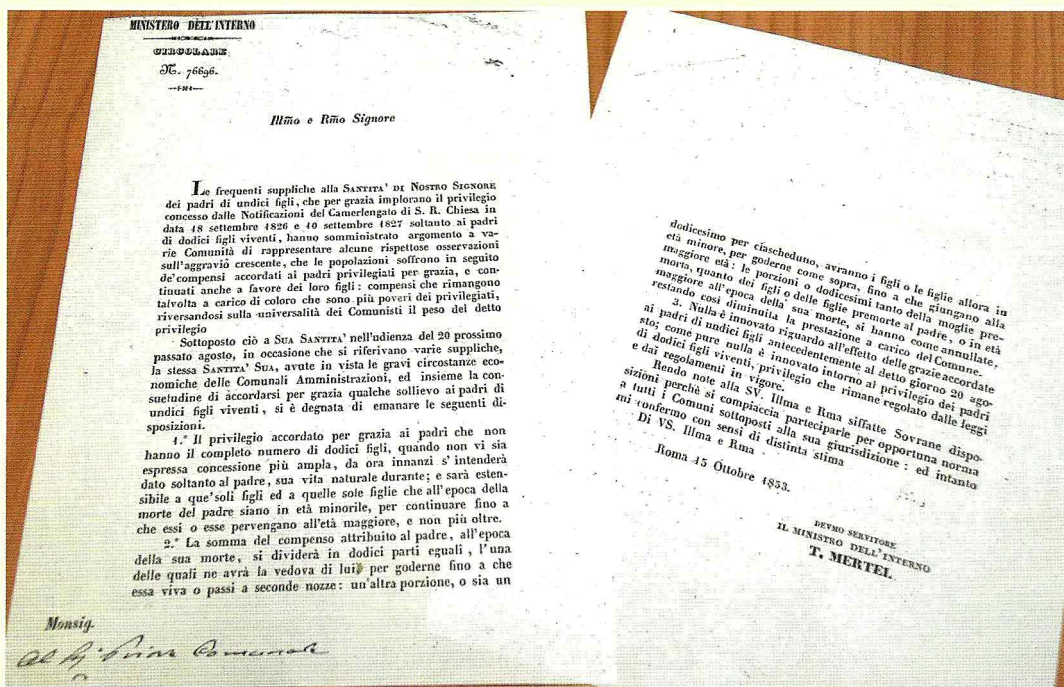 MINISTERO DELL'INTERNO
CIRCOLARE
N. 76696.
Illm̃o e Rm̃o Signore
Le frequenti suppliche alla SANTITA' DI NOSTRO SIGNORE
dei padri di undici figli, che per grazia implorano il privilegio
concesso dalle Notificazioni del Camerlengato di S. R. Chiesa in
data 18 settembre 1826 e 10 settembre 1827 soltanto ai padri
di dodici figli viventi, hanno somministrato argomento a va-
rie Comunità di rappresentare alcune rispettose osservazioni
sull'aggravió crescente, che le popolazioni soffrono in seguito
de'compensi accordati ai padri privilegiati per grazia, e con-
tinuati anche a favore dei loro figli: compensi che rimangono
talvolta a carico di coloro che sono più poveri dei privilegiati,
riversandosi sulla universalità dei Comunisti il peso del detto
privilegio
Sottoposto ciò a SUA SANTITA' nell'udienza del 20 prossimo
passato agosto, in occasione che si riferivano varie suppliche,
la stessa SANTITA' SUA, avute in vista le gravi circostanze eco-
nomiche delle Comunali Amministrazioni, ed insieme la con-
suetudine di accordarsi per grazia qualche sollievo ai padri di
undici figli viventi, si è degnata di emanare le seguenti di-
sposizioni.
1.° Il privilegio accordato per grazia ai padri che non
hanno il completo numero di dodici figli, quando non vi sia
espressa concessione più ampla, da ora innanzi s'intenderà
dato soltanto al padre, sua vita naturale durante; e sarà esten-
sibile a que'soli figli ed a quelle sole figlie che all'epoca della
morte del padre siano in età minorile, per continuare fino a
che essi o esse pervengano all'età maggiore, e non più oltre.
2.° La somma del compenso attribuito al padre, all'epoca
della sua morte, si dividerà in dodici parti eguali, l'una
delle quali ne avrà la vedova di lui, per goderne fino a che
essa viva o passi a seconde nozze: un'altra porzione, o sia un
Monsig.
Al Priore Comunale
dodicesimo per ciascheduno, avranno i figli o le figlie allora in
età minore, per goderne come sopra, fino a che giungano alla
maggiore età: le porzioni o dodicesimi tanto della moglie pre-
morta, quanto dei figli o delle figlie premorte al padre, o in età
maggiore all'epoca della sua morte, si hanno come annullate,
restando così diminuita la prestazione a carico del Comune.
3. Nulla è innovato riguardo all'effetto delle grazie accordate
ai padri di undici figli antecedentemente al detto giorno 20 ago-
sto; come pure nulla è innovato intorno al privilegio dei padri
di dodici figli viventi, privilegio che rimane regolato dalle leggi
e dai regolamenti in vigore.
Rendo note alla SV. Illma e Rma siffatte Sovrane dispo-
sizioni perchè si compiaccia parteciparle per opportuna norma
a tutti i Comuni sottoposti alla sua giurisdizione: ed intanto
mi confermo con sensi di distinta stima
Di VS. Illma e Rma
Roma 15 Ottobre 1853.
DEVMO SERVITORE
IL MINISTRO DELL'INTERNO
T. MERTEL